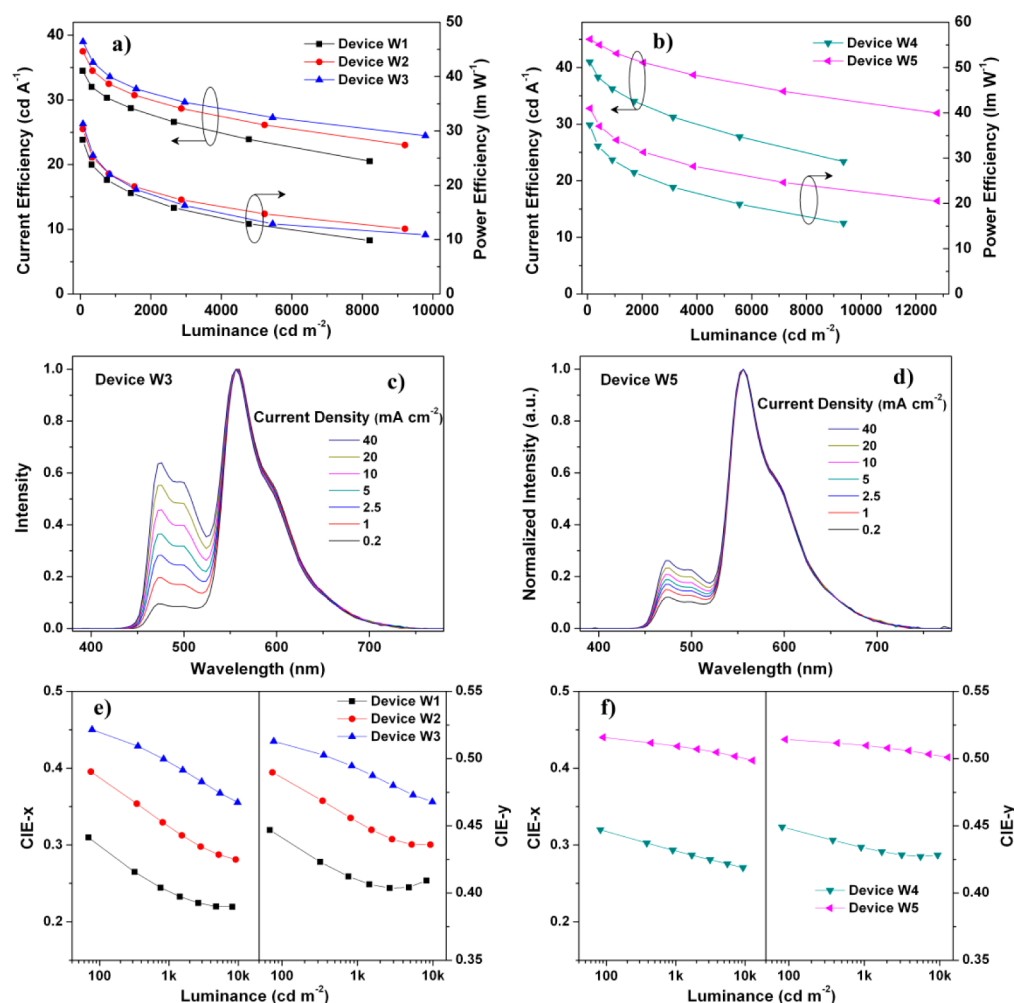 a)
Device W1
Device W2
Device W3
Current Efficiency (cd A⁻¹)
40
30
20
10
0
Power Efficiency (lm W⁻¹)
50
40
30
20
10
0
0 2000 4000 6000 8000 10000
Luminance (cd m⁻²)
b)
Device W4
Device W5
Current Efficiency (cd A⁻¹)
40
30
20
10
0
Power Efficiency (lm W⁻¹)
60
50
40
30
20
10
0
0 2000 4000 6000 8000 10000 12000
Luminance (cd m⁻²)
Device W3
c)
Current Density (mA cm⁻²)
40
20
10
5
2.5
1
0.2
Intensity
1.0
0.8
0.6
0.4
0.2
0.0
400 500 600 700
Wavelength (nm)
Device W5
d)
Current Density (mA cm⁻²)
40
20
10
5
2.5
1
0.2
Normalized Intensity (a.u.)
1.0
0.8
0.6
0.4
0.2
0.0
400 500 600 700
Wavelength (nm)
e)
Device W1
Device W2
Device W3
CIE-x
0.5
0.4
0.3
0.2
CIE-y
0.55
0.50
0.45
0.40
0.35
100 1k 10k 100 1k 10k
Luminance (cd m⁻²)
f)
Device W4
Device W5
CIE-x
0.5
0.4
0.3
0.2
CIE-y
0.55
0.50
0.45
0.40
0.35
100 1k 10k 100 1k 10k
Luminance (cd m⁻²)